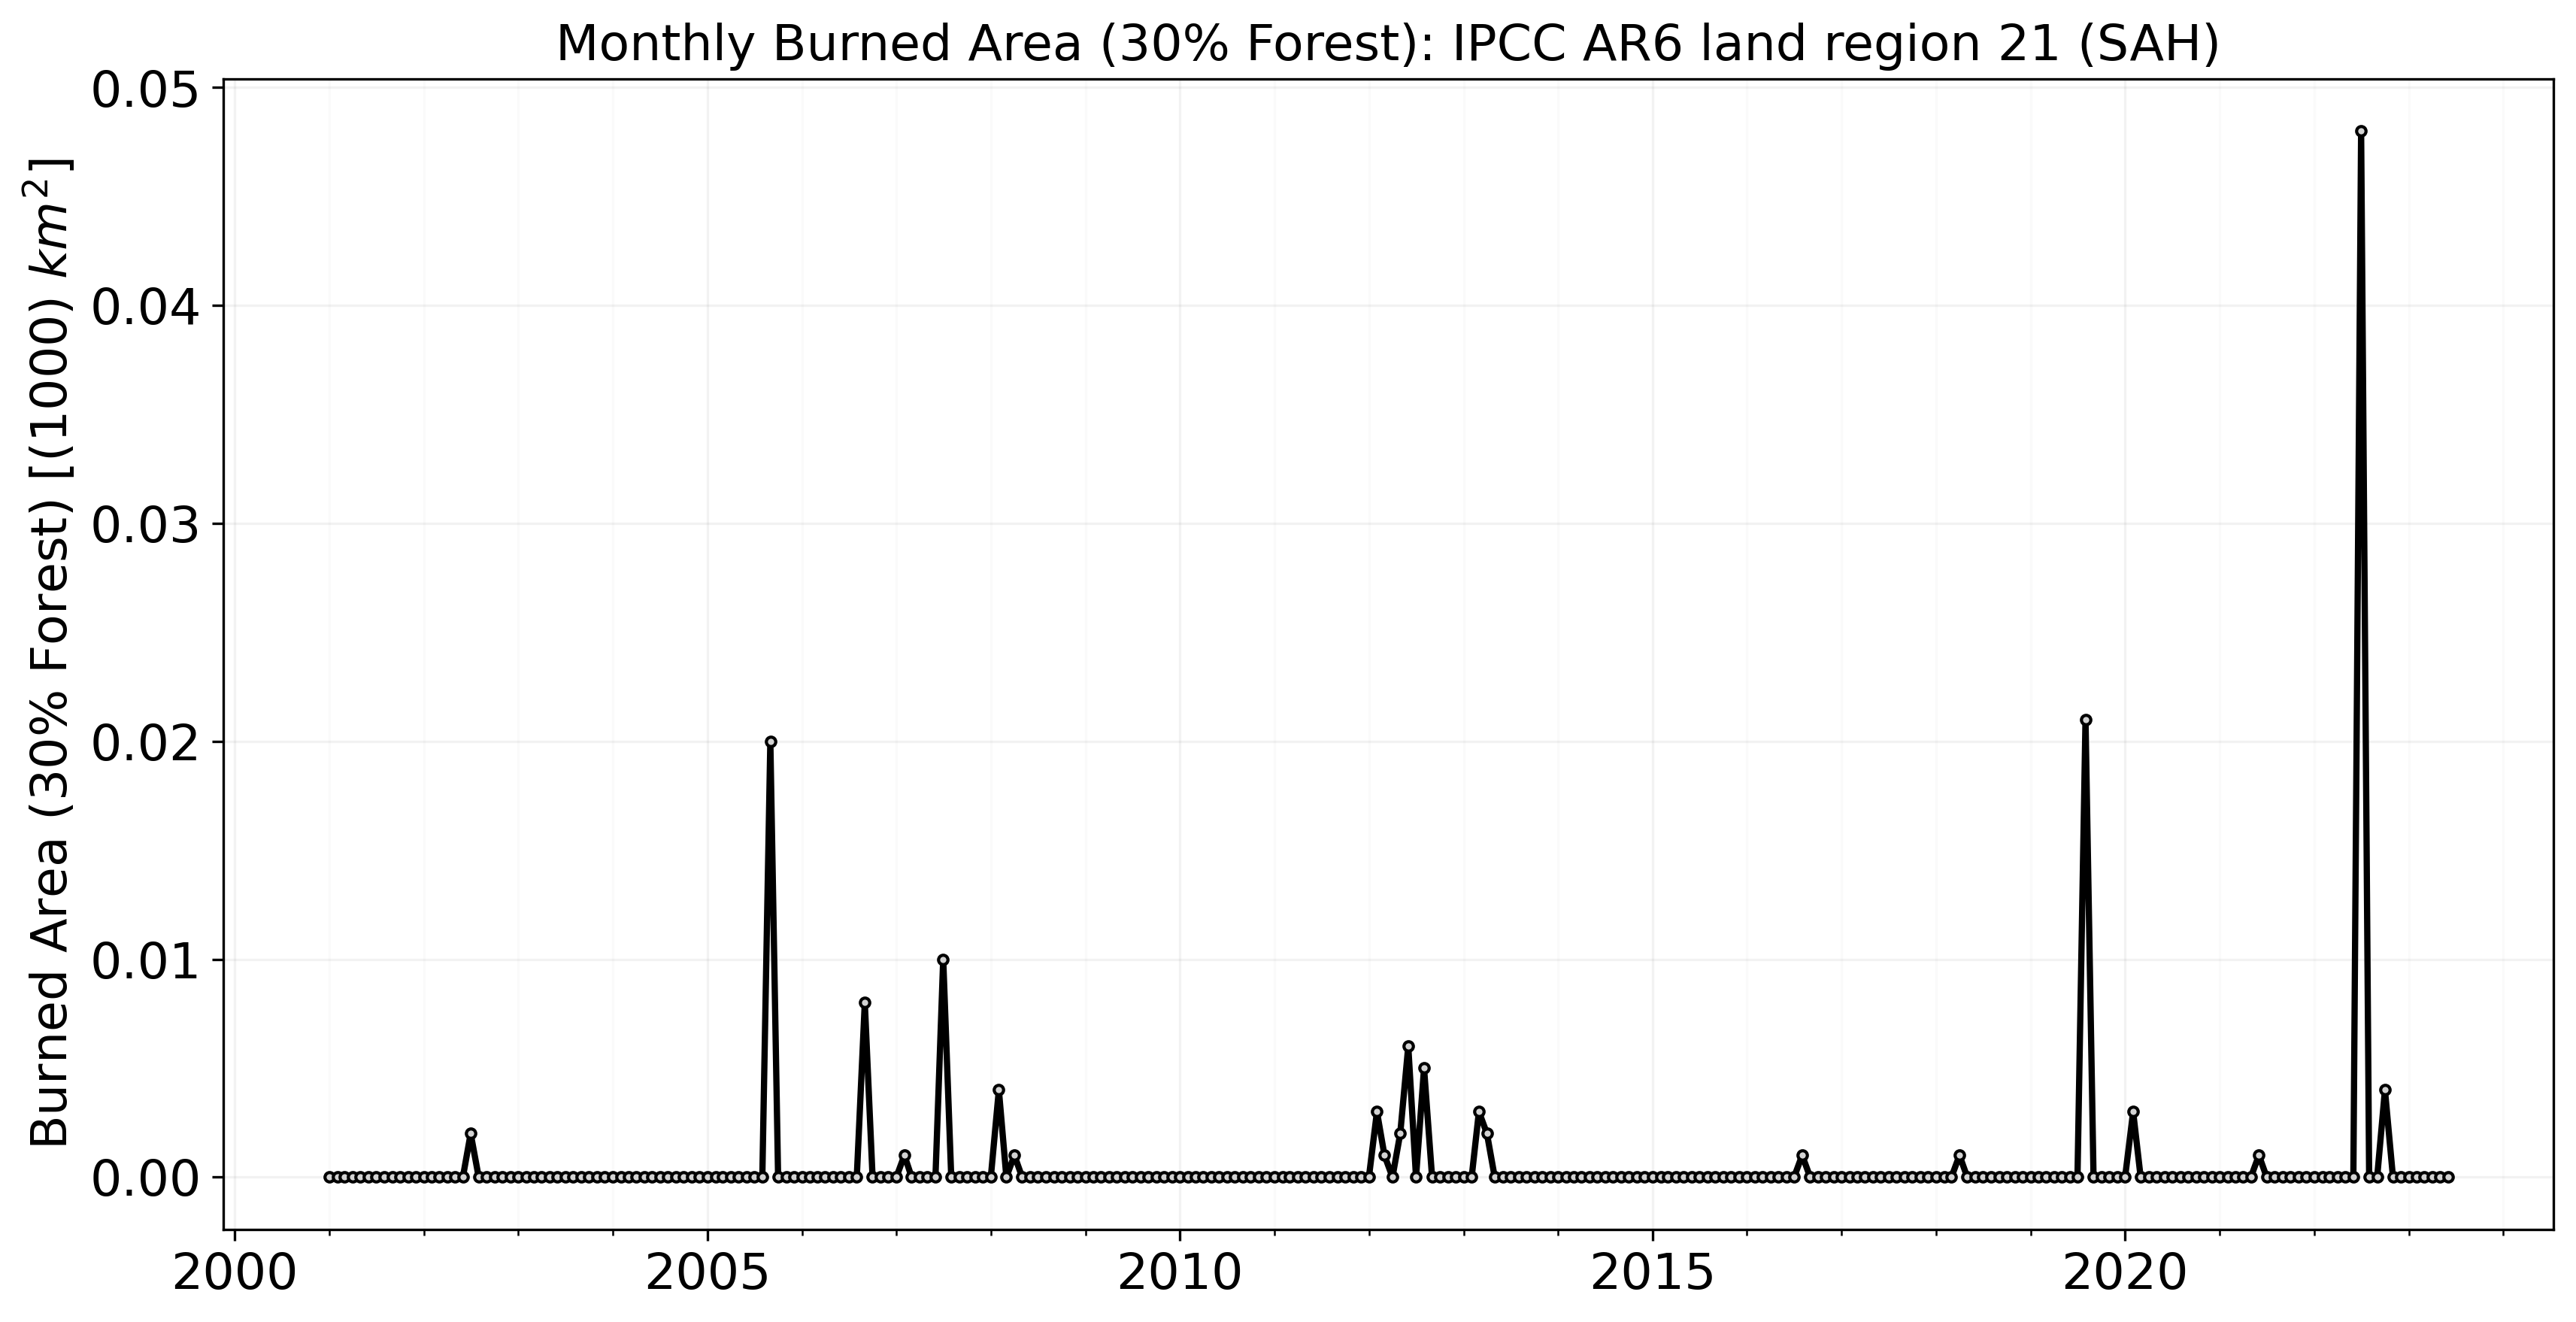 Monthly Burned Area (30% Forest): IPCC AR6 land region 21 (SAH)
Burned Area (30% Forest) [(1000) km²]
0.05
0.04
0.03
0.02
0.01
0.00
2000 2005 2010 2015 2020